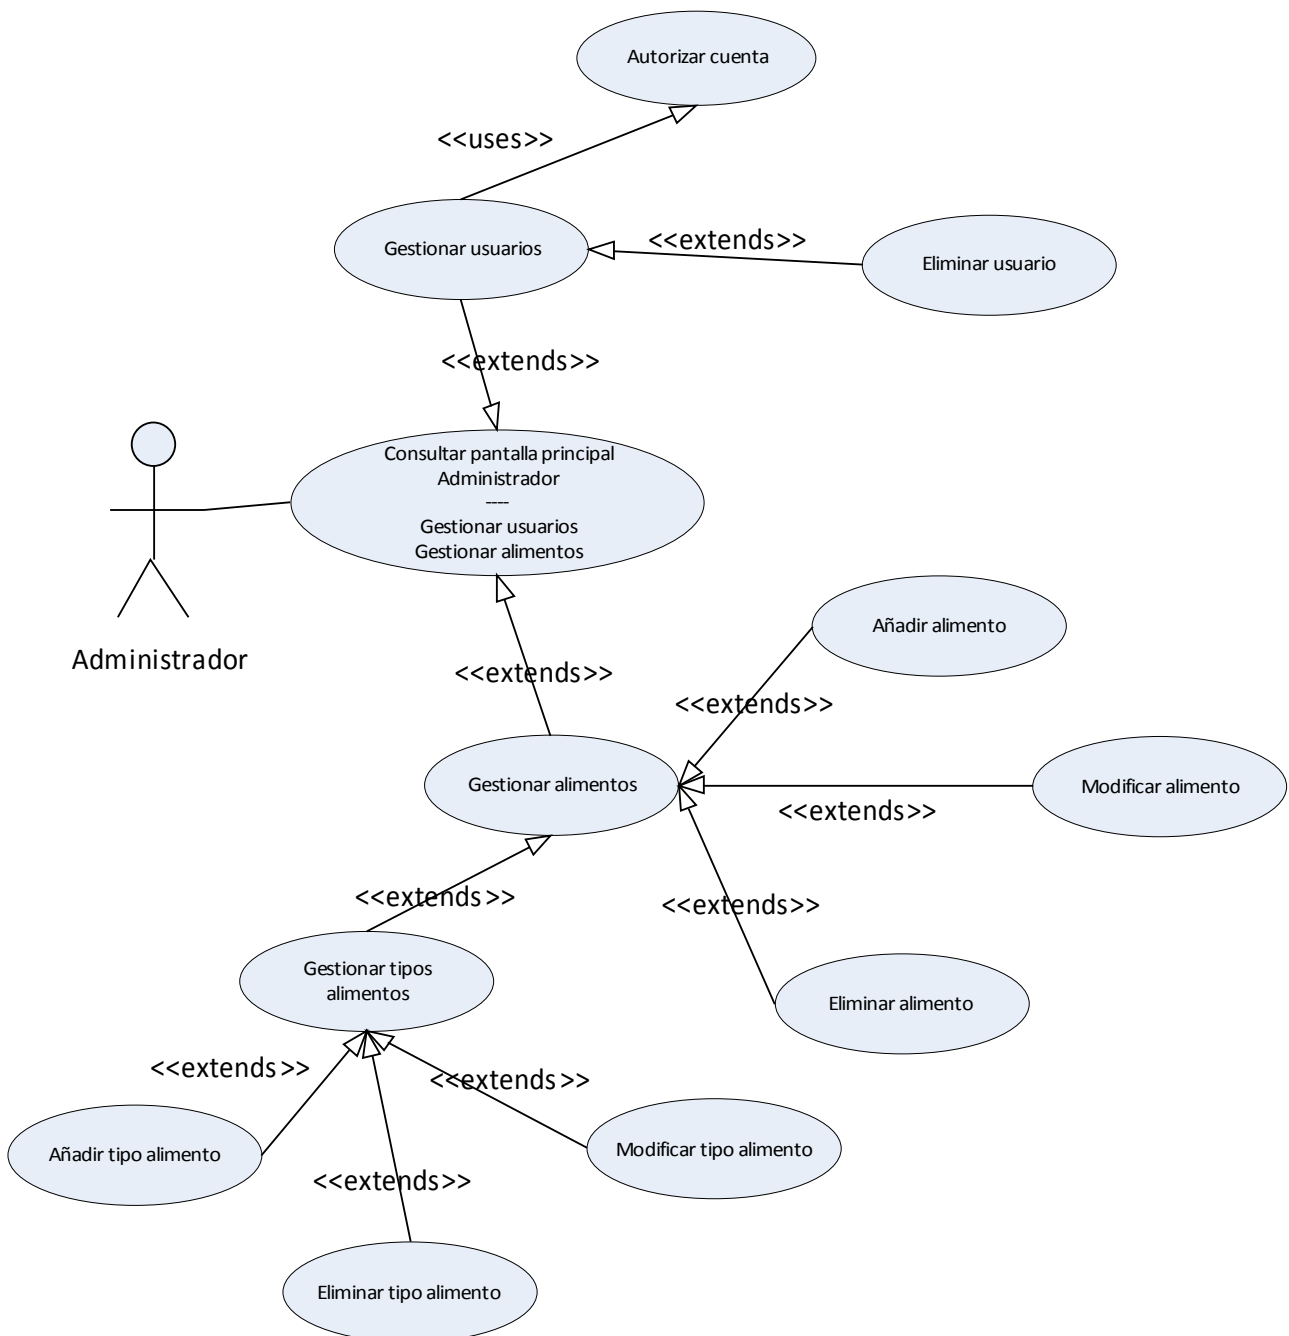 Autorizar cuenta
<<uses>>
Gestionar usuarios
<<extends>>
Eliminar usuario
<<extends>>
Consultar pantalla principal
Administrador
----
Gestionar usuarios
Gestionar alimentos
Administrador
Añadir alimento
<<extends>>
<<extends>>
Gestionar alimentos
Modificar alimento
<<extends>>
<<extends>>
<<extends>>
Gestionar tipos
alimentos
Eliminar alimento
<<extends>>
<<extends>>
Añadir tipo alimento
Modificar tipo alimento
<<extends>>
Eliminar tipo alimento